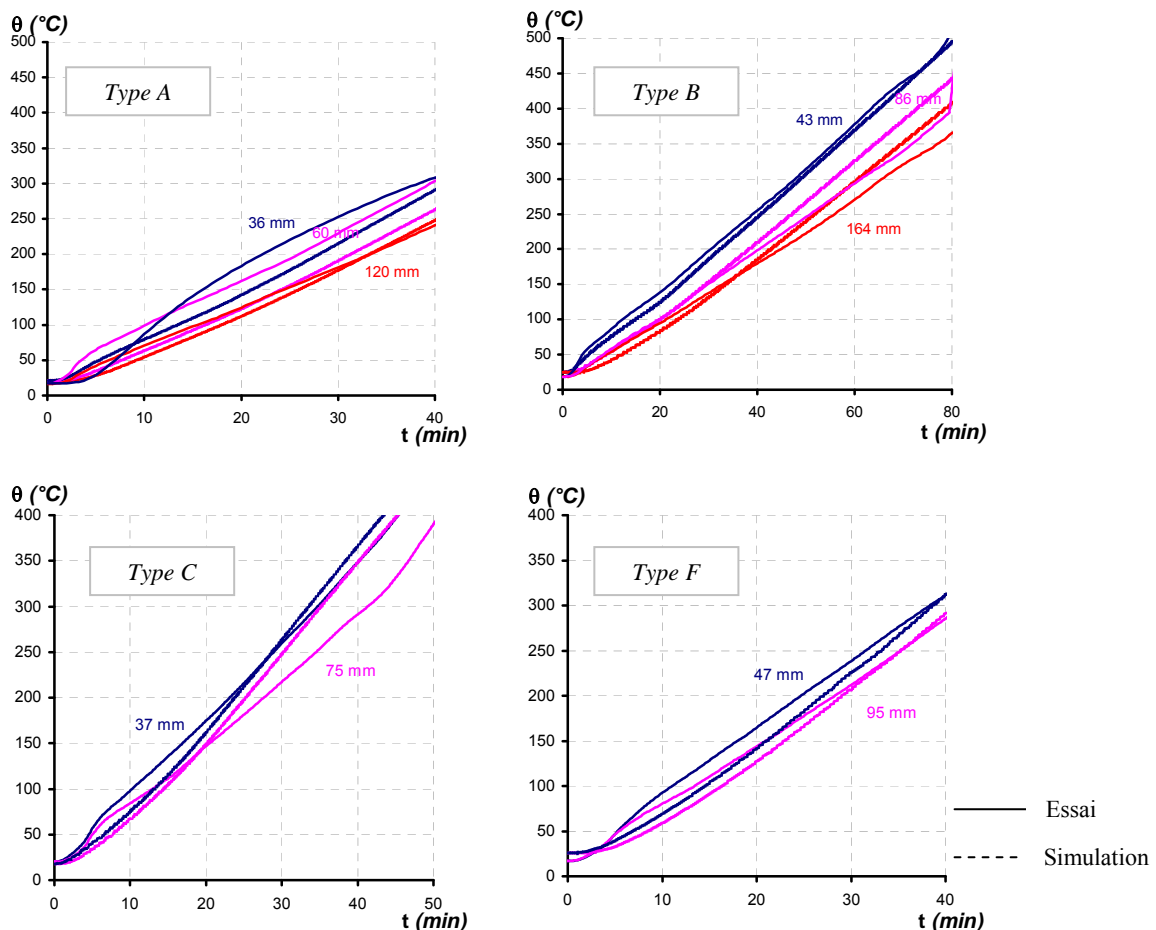 θ (°C)
500
450
400
350
300
250
200
150
100
50
0
Type A
36 mm
60 mm
120 mm
0 10 20 30 40
t (min)
θ (°C)
500
450
400
350
300
250
200
150
100
50
0
Type B
43 mm
86 mm
164 mm
0 20 40 60 80
t (min)
θ (°C)
400
350
300
250
200
150
100
50
0
Type C
37 mm
75 mm
0 10 20 30 40 50
t (min)
θ (°C)
400
350
300
250
200
150
100
50
0
Type F
47 mm
95 mm
0 10 20 30 40
t (min)
Essai
Simulation